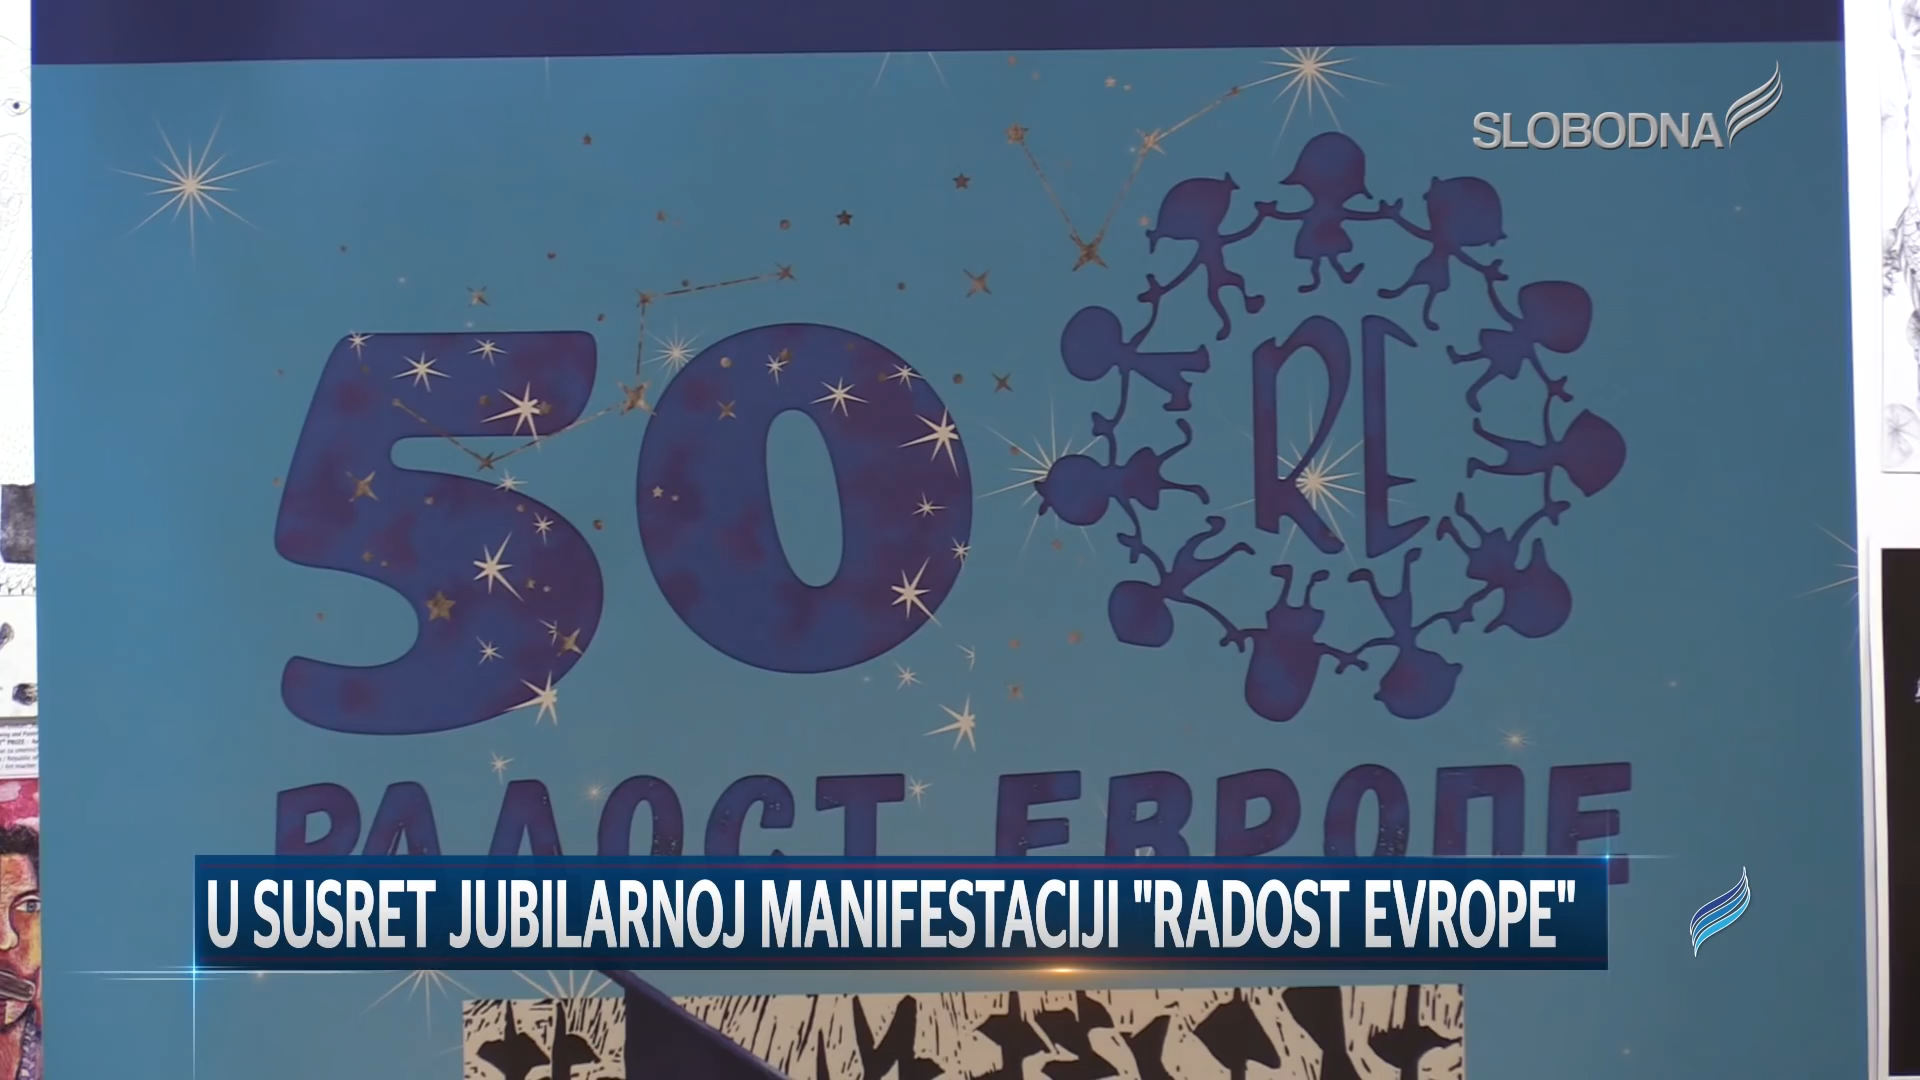 SLOBODNA
50
RE
РАДОСТ ЕВРОПЕ
U SUSRET JUBILARNOJ MANIFESTACIJI "RADOST EVROPE"